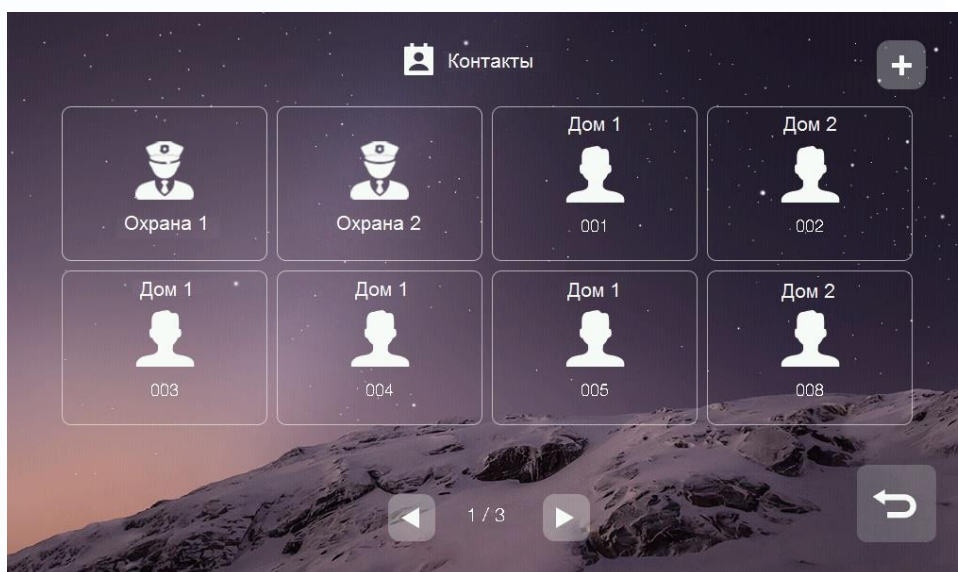 Контакты
Охрана 1
Охрана 2
Дом 1
001
Дом 2
002
Дом 1
003
Дом 1
004
Дом 1
005
Дом 2
008
1 / 3